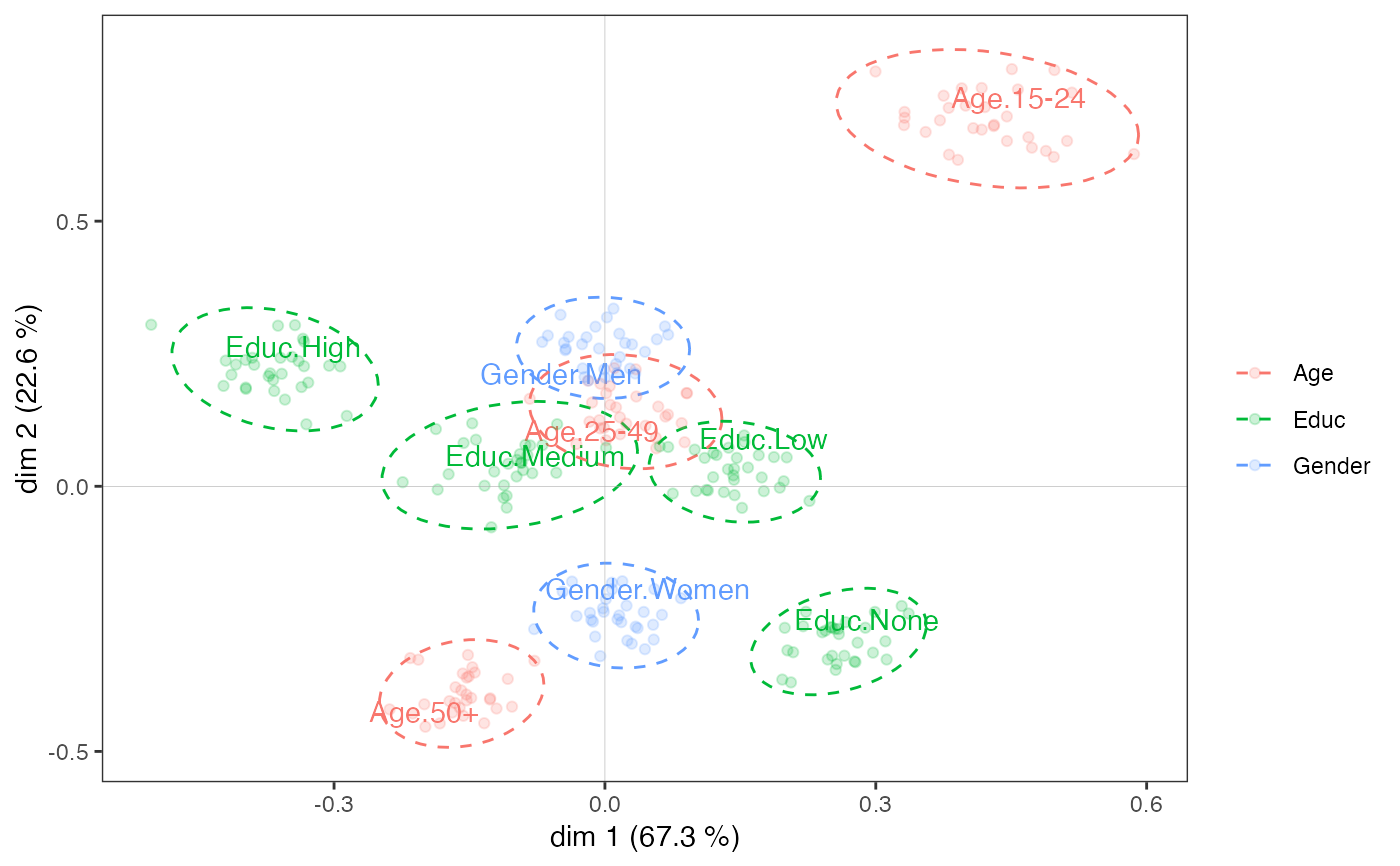 Age.15-24
0.5
Educ.High
Gender.Men
Age
Age.25-49
Educ.Low
Educ
Educ.Medium
Gender
dim 2 (22.6 %)
0.0
Gender.Women
Educ.None
Age.50+
-0.5
-0.3
0.0
0.3
0.6
dim 1 (67.3 %)